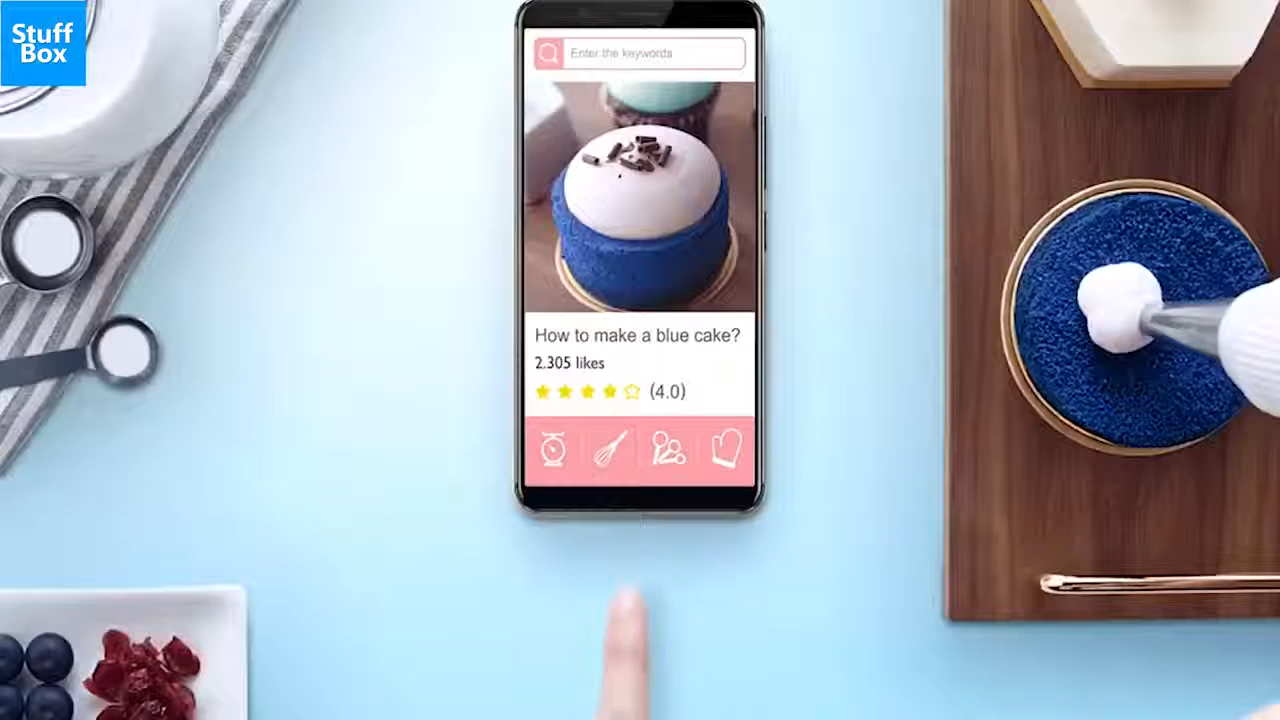 Stuff
Box
Enter the keywords
How to make a blue cake?
2.305 likes
(4.0)